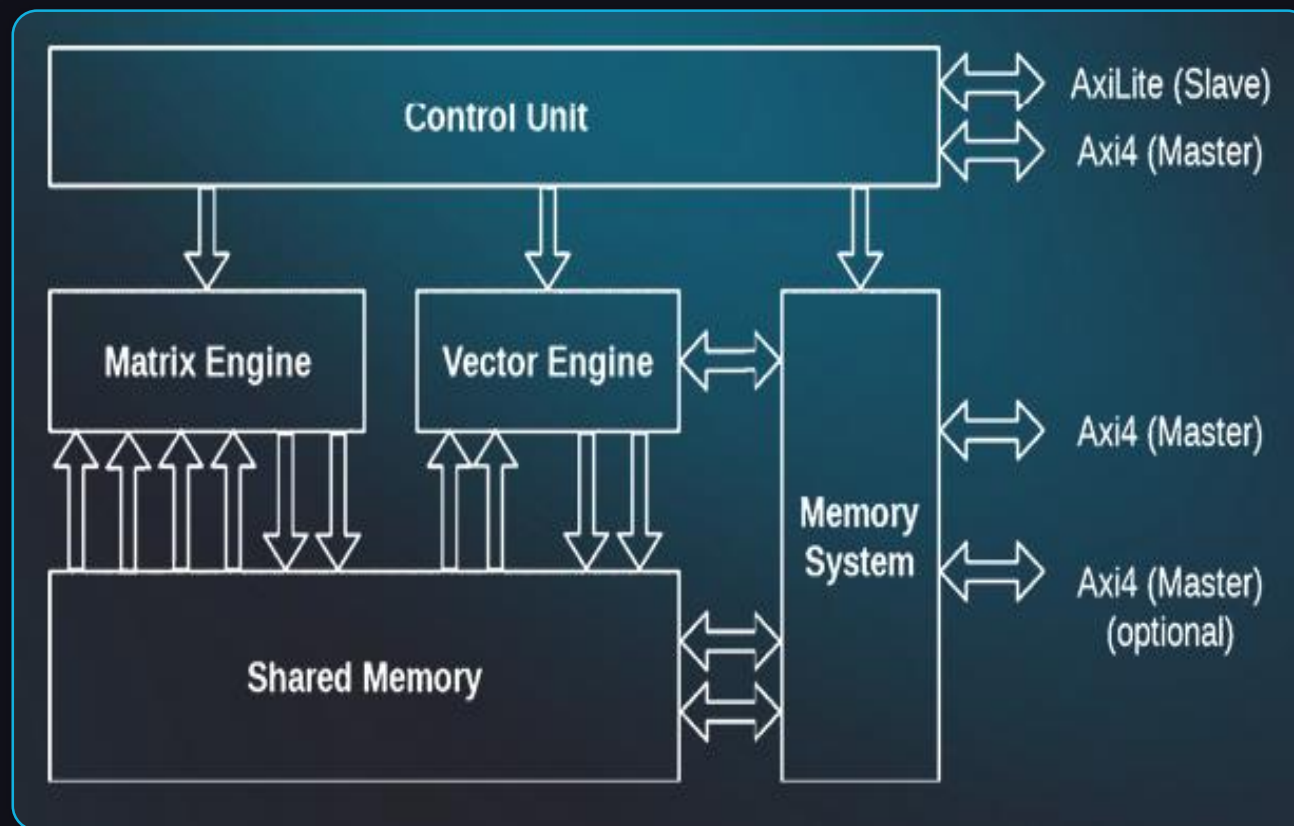 Control Unit
AxiLite (Slave)
Axi4 (Master)
Matrix Engine
Vector Engine
Axi4 (Master)
Memory
System
Axi4 (Master)
(optional)
Shared Memory